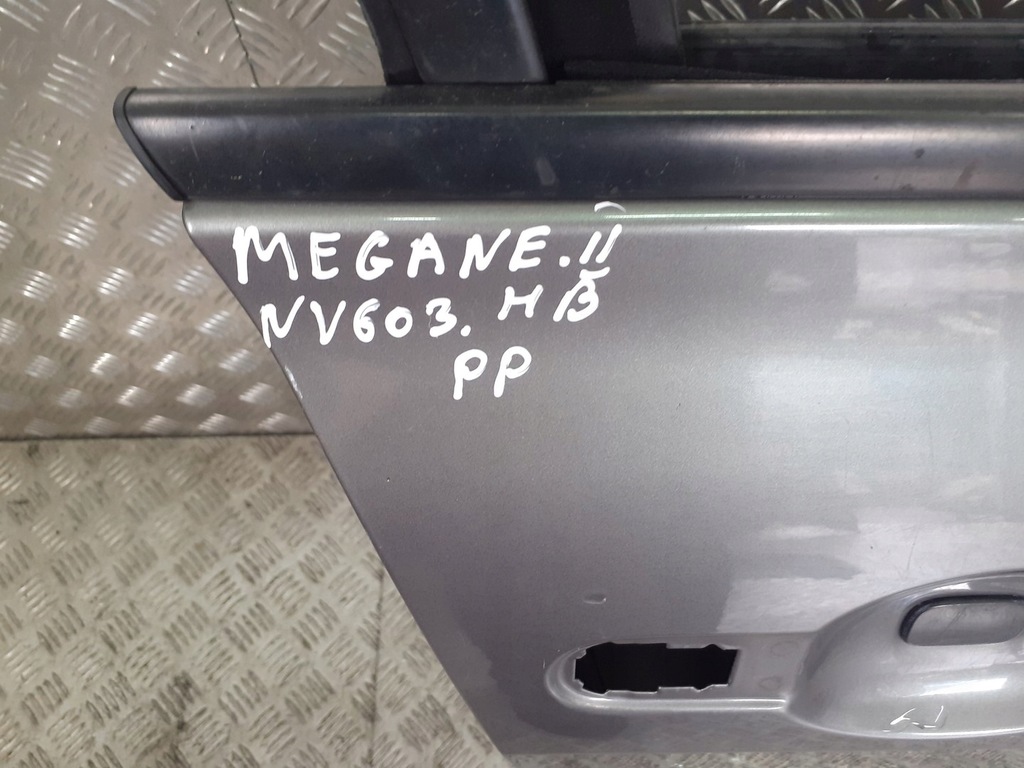 MEGANE.II
NV603. HB
PP